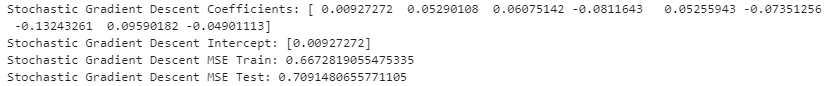 Stochastic Gradient Descent Coefficients: [ 0.00927272  0.05290108  0.06075142 -0.0811643   0.05255943 -0.07351256
 -0.13243261  0.09590182 -0.04901113]
Stochastic Gradient Descent Intercept: [0.00927272]
Stochastic Gradient Descent MSE Train: 0.6672819055475335
Stochastic Gradient Descent MSE Test: 0.7091480655771105